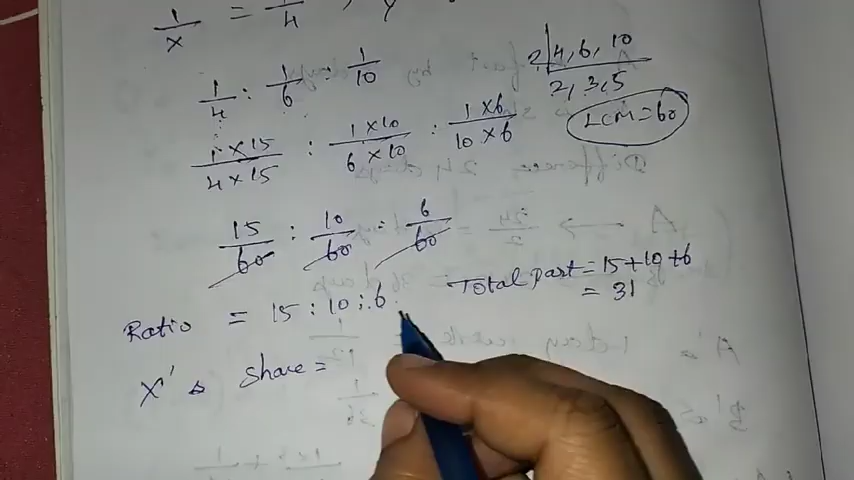 1/x = 1/4 , y
1/4 : 1/6 : 1/10
2 | 4, 6, 10
2, 3, 5
LCM = 60
1 × 15 / 4 × 15 : 1 × 10 / 6 × 10 : 1 × 6 / 10 × 6
15/60 : 10/60 : 6/60
Ratio = 15 : 10 : 6
Total part = 15 + 10 + 6
= 31
X's Share =